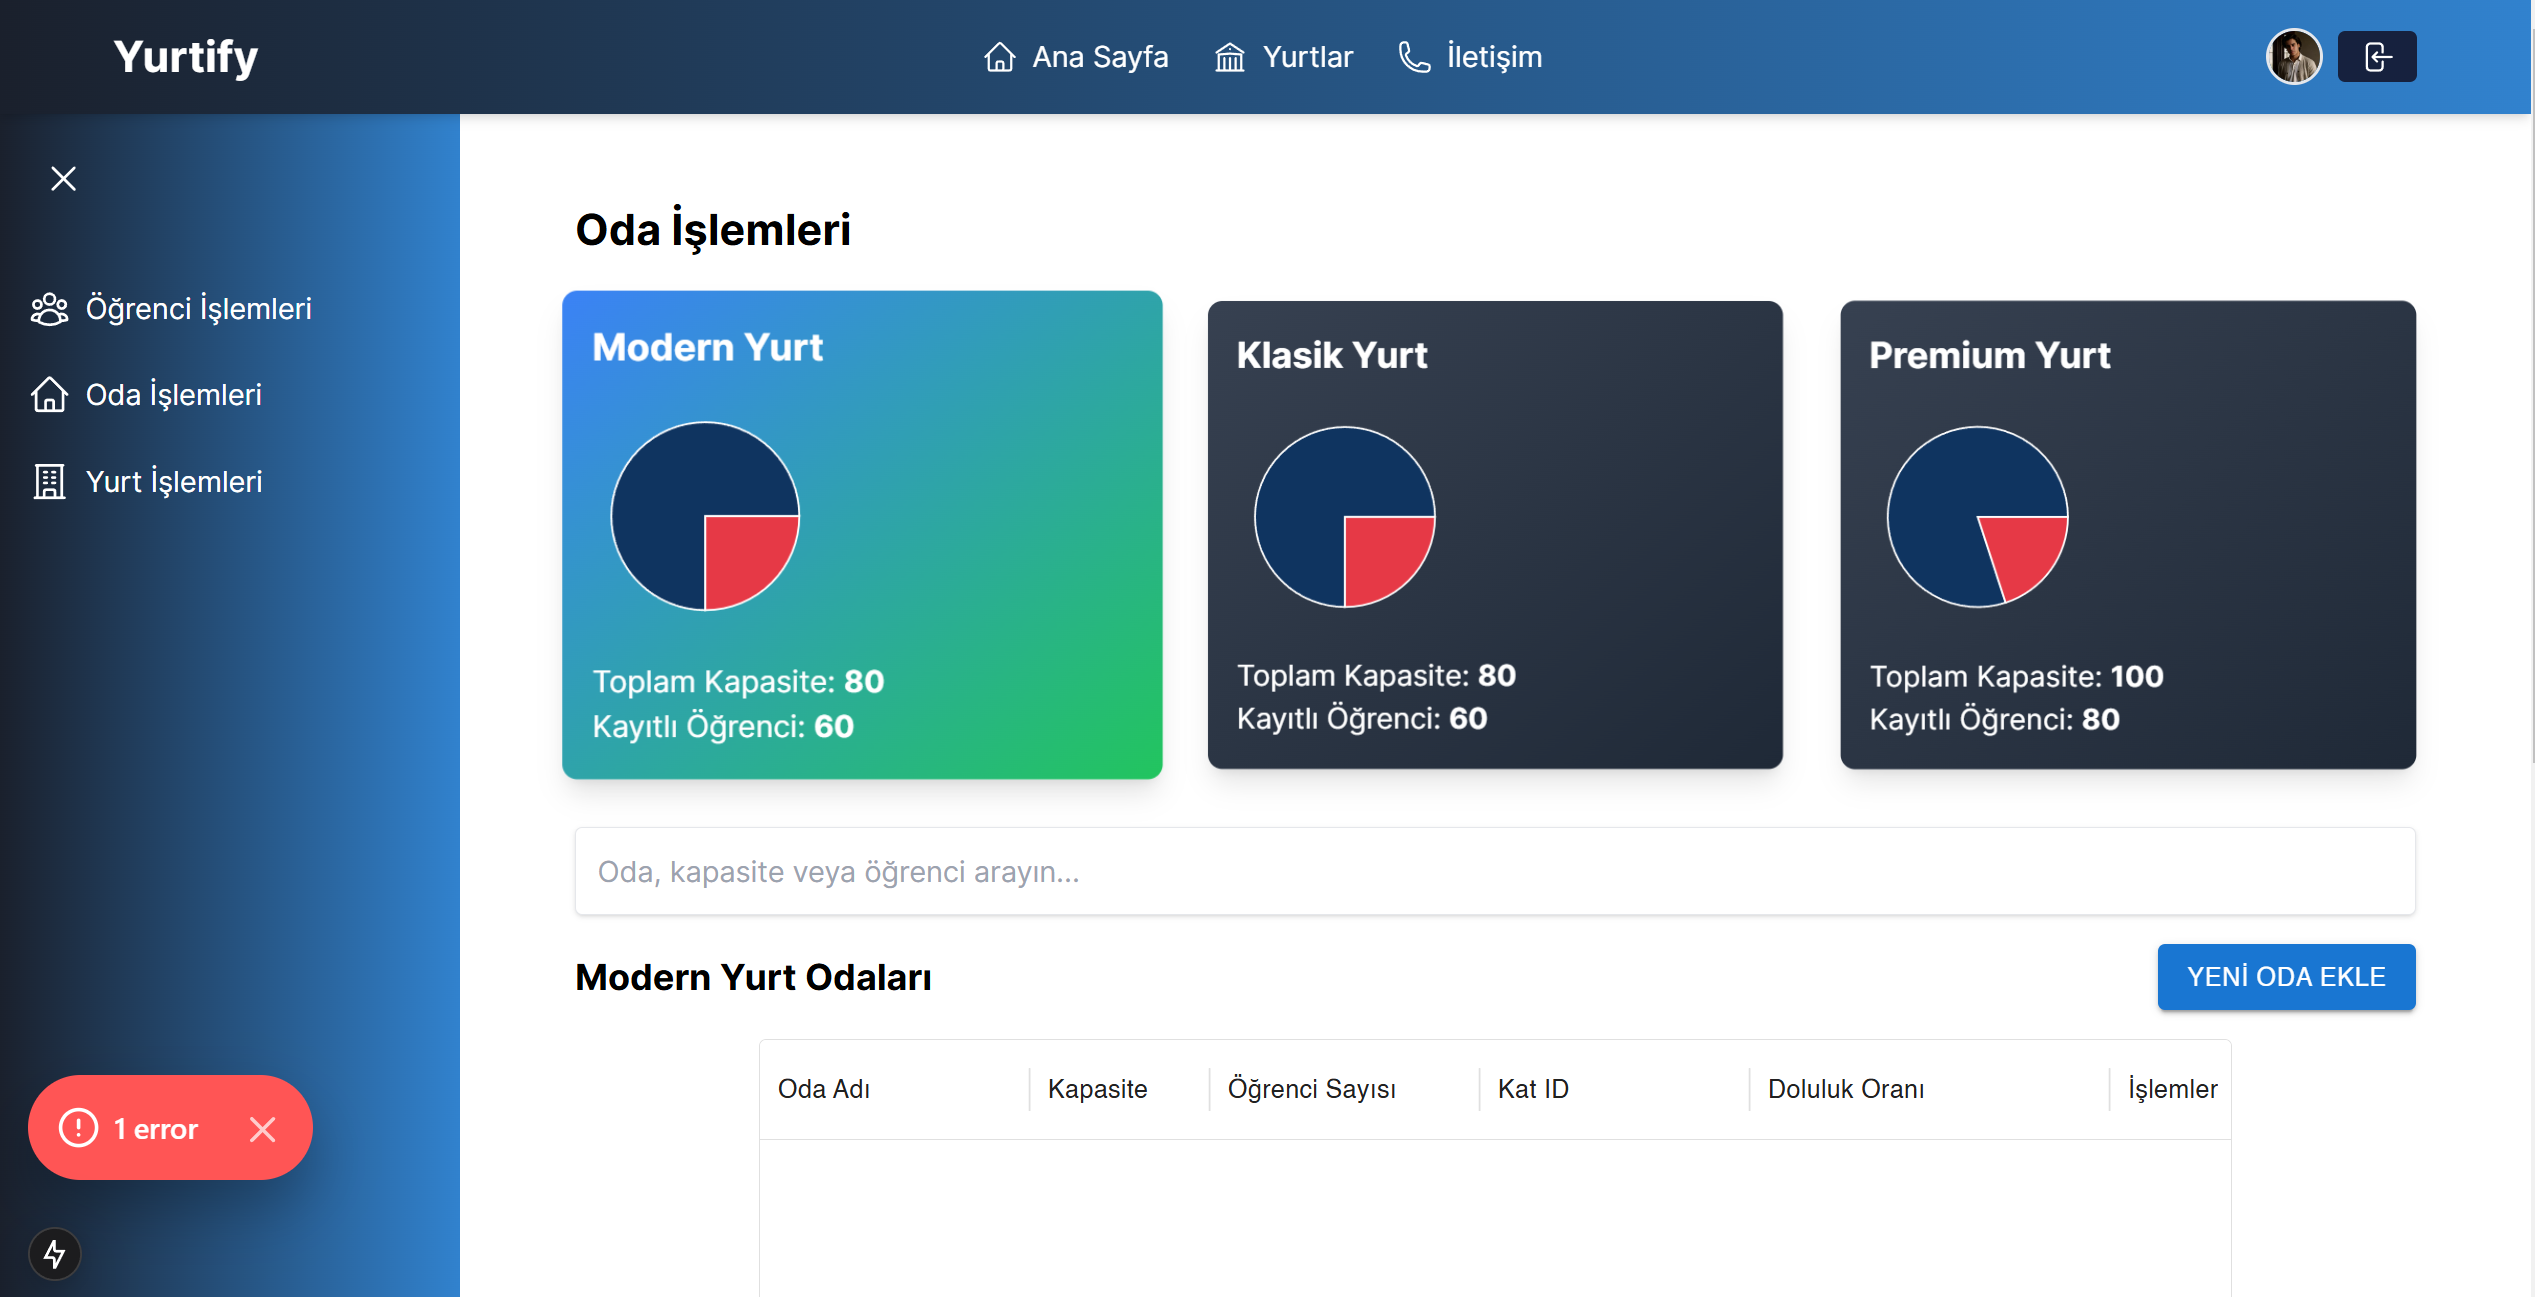 Yurtify
Ana Sayfa
Yurtlar
İletişim
Öğrenci İşlemleri
Oda İşlemleri
Yurt İşlemleri
1 error
Oda İşlemleri
Modern Yurt
Toplam Kapasite: 80
Kayıtlı Öğrenci: 60
Klasik Yurt
Toplam Kapasite: 80
Kayıtlı Öğrenci: 60
Premium Yurt
Toplam Kapasite: 100
Kayıtlı Öğrenci: 80
Oda, kapasite veya öğrenci arayın...
Modern Yurt Odaları
YENİ ODA EKLE
Oda Adı
Kapasite
Öğrenci Sayısı
Kat ID
Doluluk Oranı
İşlemler